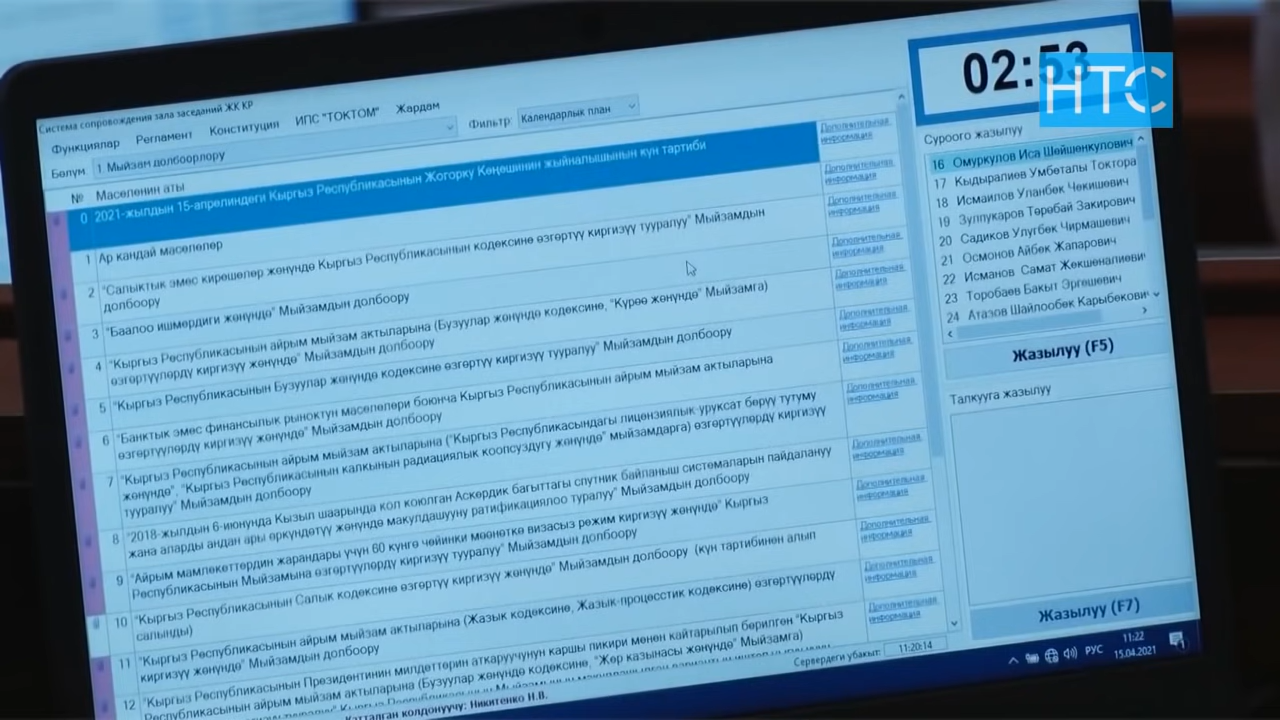 02:53
НТС
Система сопровождения зала заседаний ЖК КР
Функциялар Регламент Конституция ИПС "ТОКТОМ" Жардам
Бөлүм 1 Мыйзам долбоорлору Фильтр: Календарлык план
№ Маселенин аты
0 2021-жылдын 15-апрелиндеги Кыргыз Республикасынын Жогорку Кеңешинин жыйналышынын күн тартиби
Дополнительная
информация
1 Ар кандай маселелер
Дополнительная
информация
2 "Салыктык эмес кирешелер жөнүндө Кыргыз Республикасынын кодексине өзгөртүү киргизүү тууралуу" Мыйзамдын
долбоору
Дополнительная
информация
3 "Баалоо ишмердиги жөнүндө" Мыйзамдын долбоору
Дополнительная
информация
4 "Кыргыз Республикасынын айрым мыйзам актыларына (Бузуулар жөнүндө кодексине, "Күрөө жөнүндө" Мыйзамга)
өзгөртүүлөрдү киргизүү жөнүндө" Мыйзамдын долбоору
Дополнительная
информация
5 "Кыргыз Республикасынын Бузуулар жөнүндө кодексине өзгөртүү киргизүү тууралуу" Мыйзамдын долбоору
Дополнительная
информация
6 "Банктык эмес финансылык рыноктун маселелери боюнча Кыргыз Республикасынын айрым мыйзам актыларына
өзгөртүүлөрдү киргизүү жөнүндө" Мыйзамдын долбоору
Дополнительная
информация
7 "Кыргыз Республикасынын айрым мыйзам актыларына ("Кыргыз Республикасындагы лицензиялык-уруксат берүү тутуму
жөнүндө", "Кыргыз Республикасынын калкынын радиациялык коопсуздугу жөнүндө" мыйзамдарга) өзгөртүүлөрдү киргизүү
тууралуу" Мыйзамдын долбоору
Дополнительная
информация
8 "2018-жылдын 6-июнунда Кызыл шаарында кол коюлган Аскердик багыттагы спутник байланыш системаларын пайдалануу
жана аларды андан ары өркүндөтүү жөнүндө макулдашууну ратификациялоо туралуу" Мыйзамдын долбоору
Дополнительная
информация
9 "Айрым мамлекеттердин жарандары үчүн 60 күнгө чейинки мөөнөткө визасыз режим киргизүү жөнүндө" Кыргыз
Республикасынын Мыйзамына өзгөртүүлөрдү киргизүү тууралуу" Мыйзамдын долбоору
Дополнительная
информация
10 "Кыргыз Республикасынын Салык кодексине өзгөртүү киргизүү жөнүндө" Мыйзамдын долбоору (күн тартибинен алып
салынды)
Дополнительная
информация
11 "Кыргыз Республикасынын айрым мыйзам актыларына (Жазык кодексине, Жазык-процесстик кодексине) өзгөртүүлөрдү
киргизүү жөнүндө" Мыйзамдын долбоору
Дополнительная
информация
12 "Кыргыз Республикасынын Президентинин милдеттерин аткаруучунун каршы пикири менен кайтарылып берилген "Кыргыз
Республикасынын айрым мыйзам актыларына (Бузуулар жөнүндө кодексине, "Жер казынасы жөнүндө" Мыйзамга)
Суроого жазылуу
16 Омуркулов Иса Шейшенкулович
17 Кыдыралиев Умбеталы Токтора
18 Исмаилов Уланбек Чекишевич
19 Зулпукаров Төрөбай Закирович
20 Садиков Улугбек Чирмашевич
21 Осмонов Айбек Жапарович
22 Исманов Самат Жекшеналиеви
23 Торобаев Бакыт Эргешевич
24 Атазов Шайлообек Карыбекови
Жазылуу (F5)
Талкууга жазылуу
Жазылуу (F7)
Катталган колдонуучу: Никитенко Н.В.
Сервердеги убакыт: 11:20:14
РУС 11:22
15.04.2021